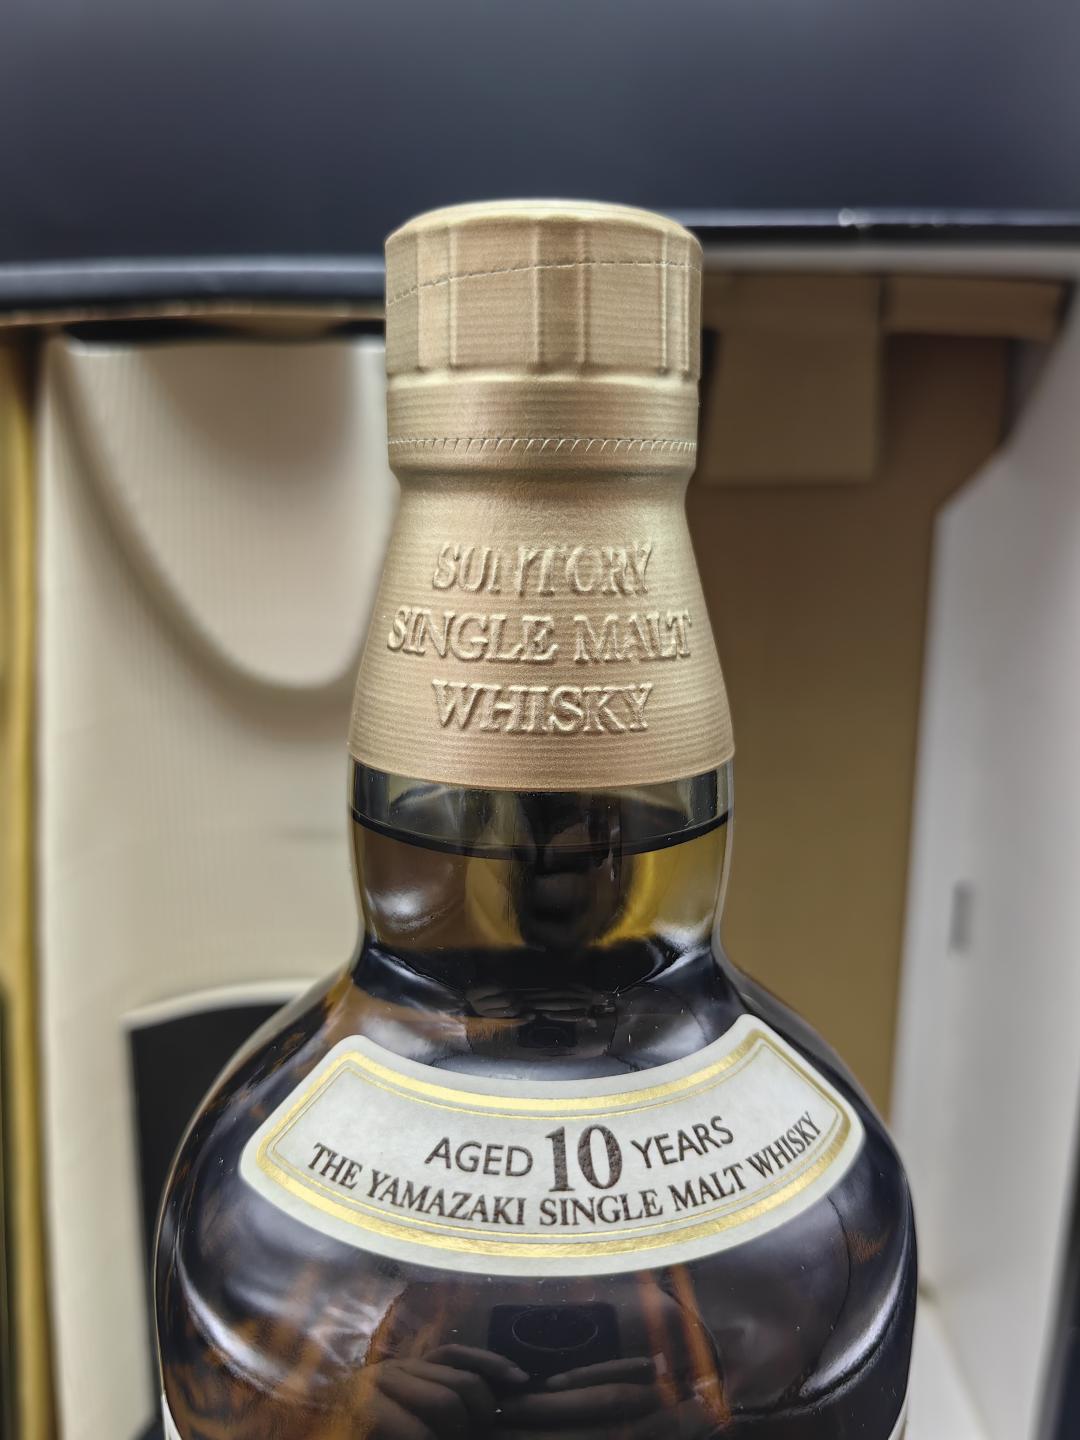 SUNTORY
SINGLE MALT
WHISKY
AGED 10 YEARS
THE YAMAZAKI SINGLE MALT WHISKY